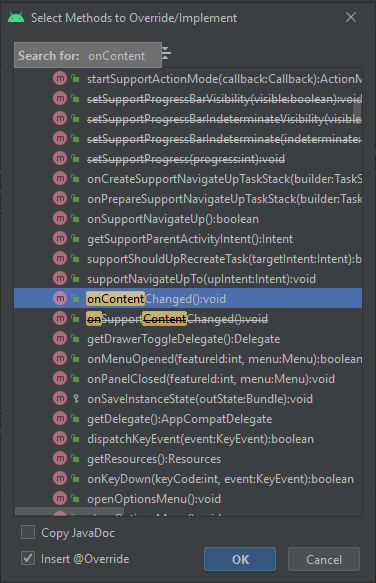 Select Methods to Override/Implement
Search for: onContent
startSupportActionMode(callback:Callback):ActionM
setSupportProgressBarVisibility(visible:boolean):void
setSupportProgressBarIndeterminateVisibility(visible
setSupportProgressBarIndeterminate(indeterminate:
setSupportProgress(progress:int):void
onCreateSupportNavigateUpTaskStack(builder:TaskS
onPrepareSupportNavigateUpTaskStack(builder:Task
onSupportNavigateUp():boolean
getSupportParentActivityIntent():Intent
supportShouldUpRecreateTask(targetIntent:Intent):b
supportNavigateUpTo(upIntent:Intent):void
onContentChanged():void
onSupportContentChanged():void
getDrawerToggleDelegate():Delegate
onMenuOpened(featureId:int, menu:Menu):boolean
onPanelClosed(featureId:int, menu:Menu):void
onSaveInstanceState(outState:Bundle):void
getDelegate():AppCompatDelegate
dispatchKeyEvent(event:KeyEvent):boolean
getResources():Resources
onKeyDown(keyCode:int, event:KeyEvent):boolean
openOptionsMenu():void
Copy JavaDoc
Insert @Override
OK
Cancel